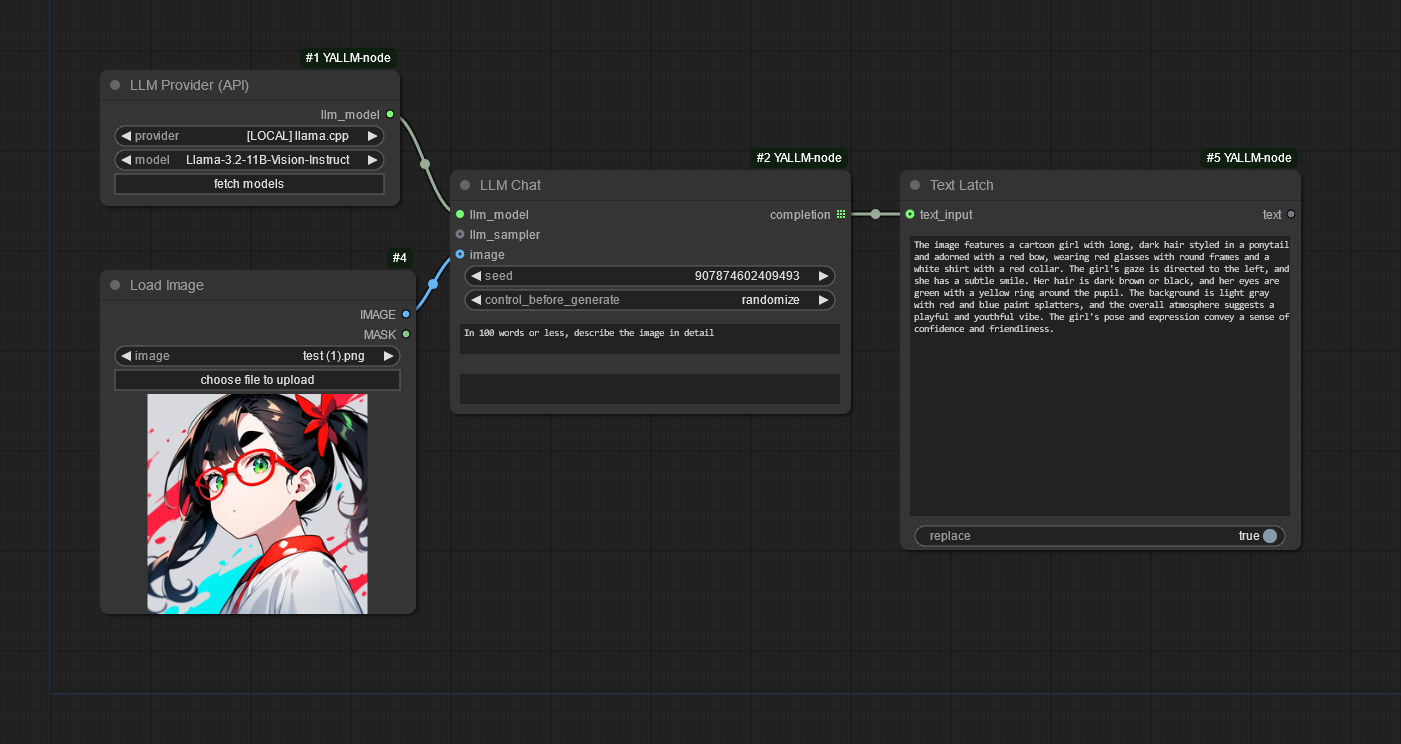 #1 YALLM-node
LLM Provider (API)
llm_model
provider [LOCAL] llama.cpp
model Llama-3.2-11B-Vision-Instruct
fetch models
#4
Load Image
IMAGE
MASK
image test (1).png
choose file to upload
#2 YALLM-node
LLM Chat
llm_model completion
llm_sampler
image
seed 907874602409493
control_before_generate randomize
In 100 words or less, describe the image in detail
#5 YALLM-node
Text Latch
text_input text
The image features a cartoon girl with long, dark hair styled in a ponytail
and adorned with a red bow, wearing red glasses with round frames and a
white shirt with a red collar. The girl's gaze is directed to the left, and
she has a subtle smile. Her hair is dark brown or black, and her eyes are
green with a yellow ring around the pupil. The background is light gray
with red and blue paint splatters, and the overall atmosphere suggests a
playful and youthful vibe. The girl's pose and expression convey a sense of
confidence and friendliness.
replace true